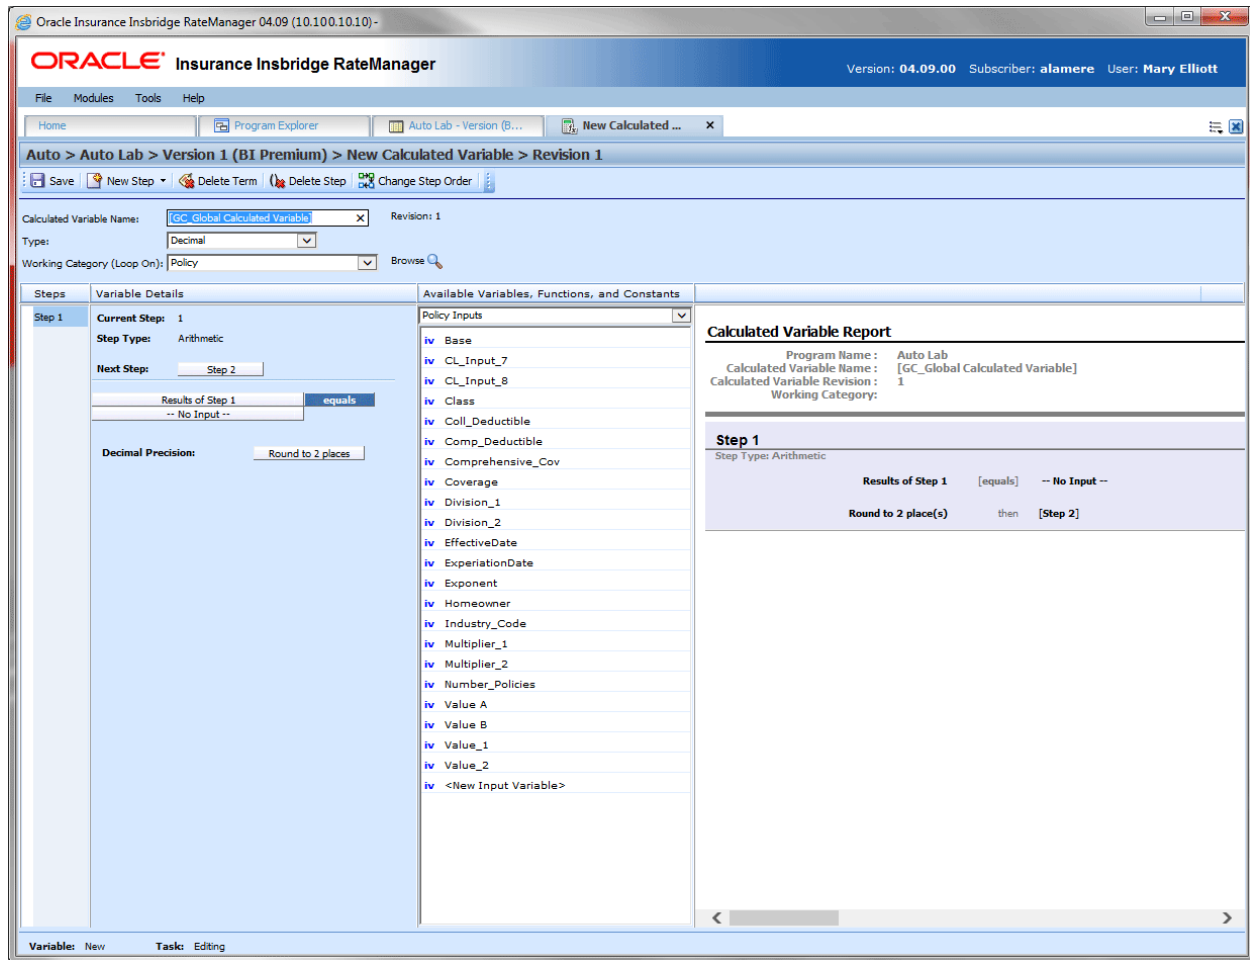 Oracle Insurance Insbridge RateManager 04.09 (10.100.10.10) -
ORACLE Insurance Insbridge RateManager
Version: 04.09.00 Subscriber: alamere User: Mary Elliott
File Modules Tools Help
Home Program Explorer Auto Lab - Version (B... New Calculated ... x
Auto > Auto Lab > Version 1 (BI Premium) > New Calculated Variable > Revision 1
Save New Step Delete Term Delete Step Change Step Order
Calculated Variable Name: [GC_Global Calculated Variable] Revision: 1
Type: Decimal
Working Category (Loop On): Policy Browse
Steps Variable Details Available Variables, Functions, and Constants
Step 1
Current Step: 1
Step Type: Arithmetic
Next Step: Step 2
Results of Step 1 equals
-- No Input --
Decimal Precision: Round to 2 places
Policy Inputs
iv Base
iv CL_Input_7
iv CL_Input_8
iv Class
iv Coll_Deductible
iv Comp_Deductible
iv Comprehensive_Cov
iv Coverage
iv Division_1
iv Division_2
iv EffectiveDate
iv ExperiationDate
iv Exponent
iv Homeowner
iv Industry_Code
iv Multiplier_1
iv Multiplier_2
iv Number_Policies
iv Value A
iv Value B
iv Value_1
iv Value_2
iv <New Input Variable>
Calculated Variable Report
Program Name : Auto Lab
Calculated Variable Name : [GC_Global Calculated Variable]
Calculated Variable Revision : 1
Working Category:
Step 1
Step Type: Arithmetic
Results of Step 1 [equals] -- No Input --
Round to 2 place(s) then [Step 2]
Variable: New Task: Editing